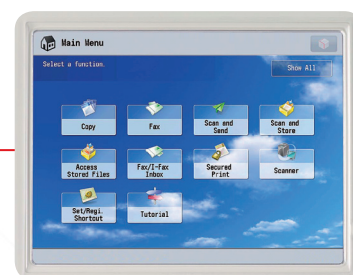 Main Menu
Select a function.
Show All
Copy
Fax
Scan and
Send
Scan and
Store
Access
Stored Files
Fax/I-Fax
Inbox
Secured
Print
Scanner
Set/Regi.
Shortcut
Tutorial